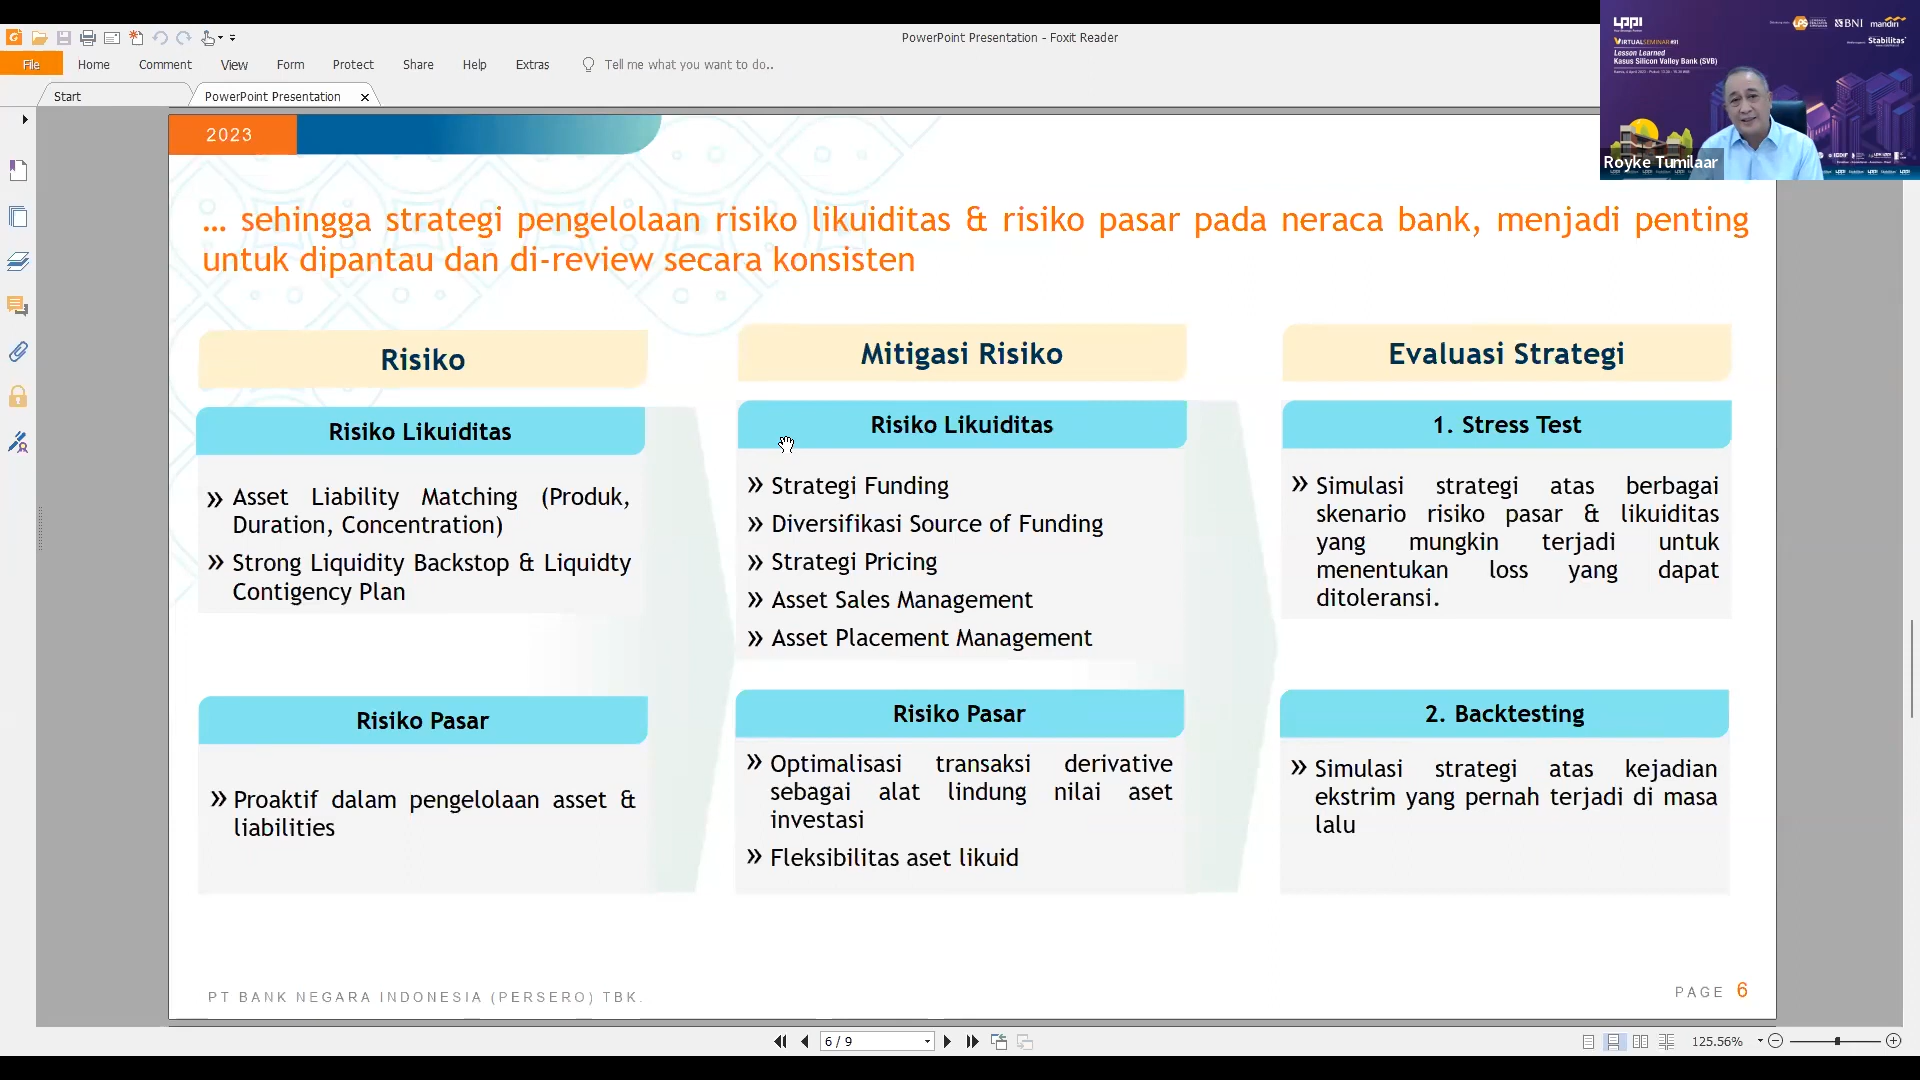 PowerPoint Presentation - Foxit Reader
File
Home
Comment
View
Form
Protect
Share
Help
Extras
Tell me what you want to do..
Start
PowerPoint Presentation
LPPI
LPS
BNI
mandiri
Stabilitas
VIRTUALSEMINAR #91
Lesson Learned
Kasus Silicon Valley Bank (SVB)
Royke Tumilaar
2023
... sehingga strategi pengelolaan risiko likuiditas & risiko pasar pada neraca bank, menjadi penting
untuk dipantau dan di-review secara konsisten
Risiko
Risiko Likuiditas
» Asset Liability Matching (Produk,
Duration, Concentration)
» Strong Liquidity Backstop & Liquidty
Contigency Plan
Risiko Pasar
» Proaktif dalam pengelolaan asset &
liabilities
Mitigasi Risiko
Risiko Likuiditas
» Strategi Funding
» Diversifikasi Source of Funding
» Strategi Pricing
» Asset Sales Management
» Asset Placement Management
Risiko Pasar
» Optimalisasi transaksi derivative
sebagai alat lindung nilai aset
investasi
» Fleksibilitas aset likuid
Evaluasi Strategi
1. Stress Test
» Simulasi strategi atas berbagai
skenario risiko pasar & likuiditas
yang mungkin terjadi untuk
menentukan loss yang dapat
ditoleransi.
2. Backtesting
» Simulasi strategi atas kejadian
ekstrim yang pernah terjadi di masa
lalu
PT BANK NEGARA INDONESIA (PERSERO) TBK.
PAGE 6
6 / 9
125.56%